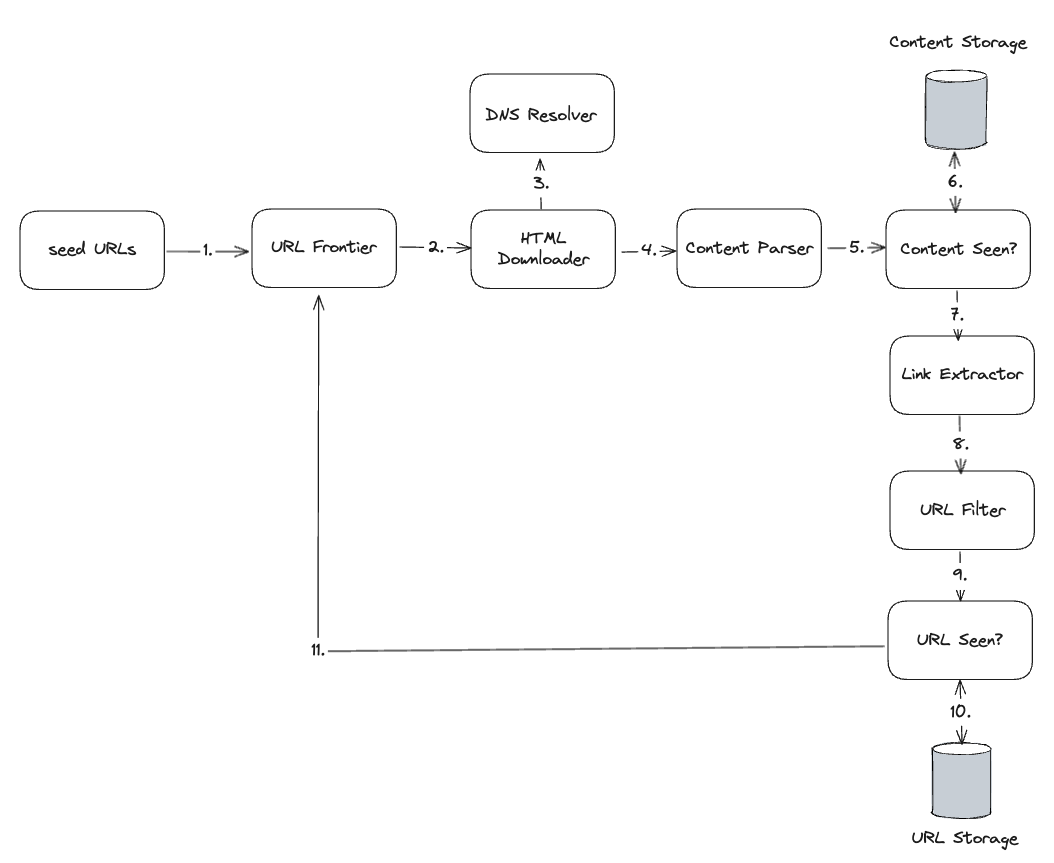 Content Storage
DNS Resolver
3.
6.
seed URLs
1.
URL Frontier
2.
HTML
Downloader
4.
Content Parser
5.
Content Seen?
7.
Link Extractor
8.
URL Filter
9.
URL Seen?
11.
10.
URL Storage